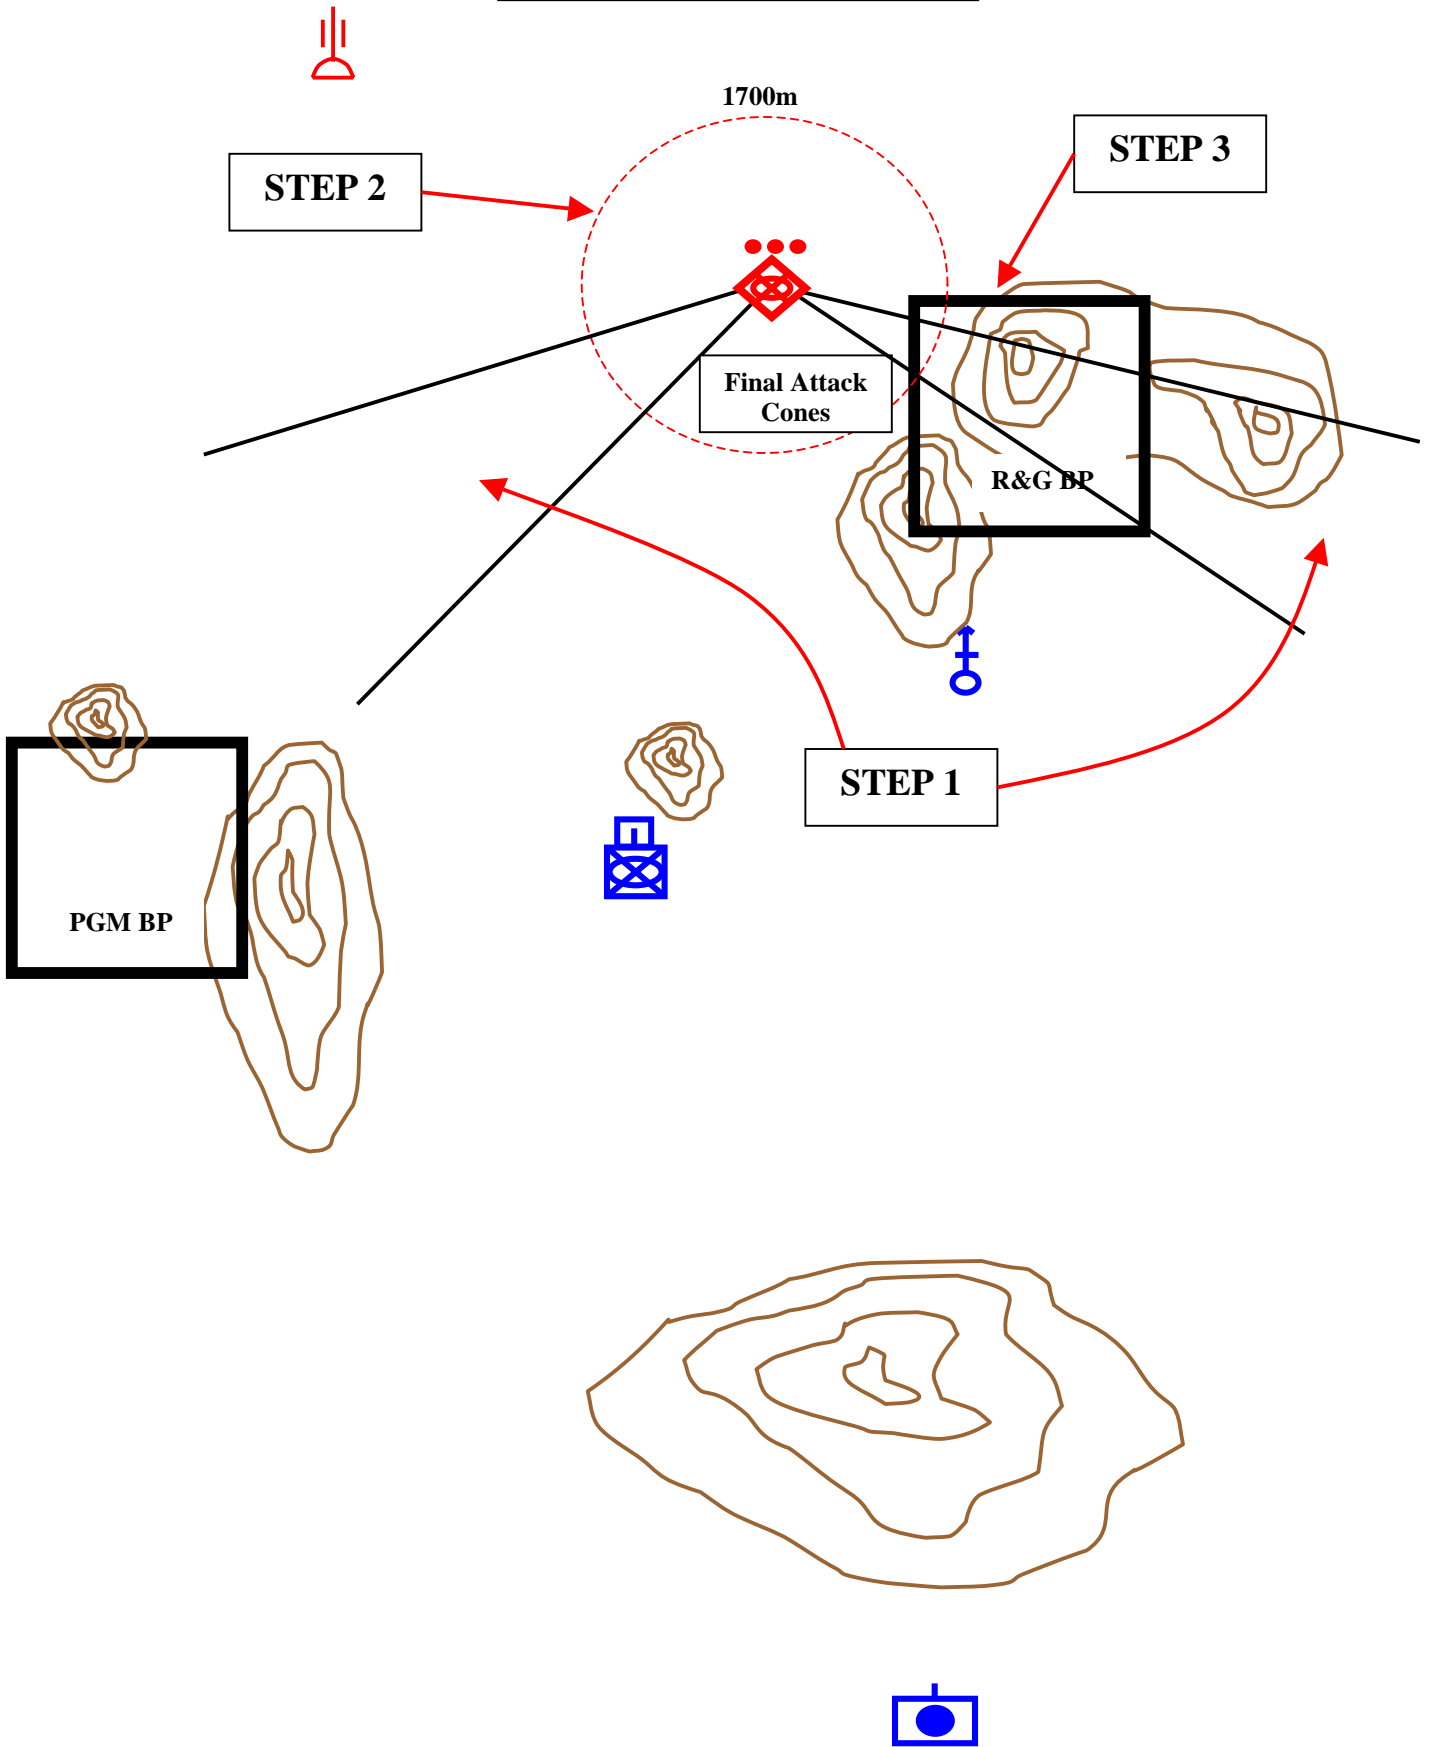 1700m
STEP 3
STEP 2
Final Attack
Cones
R&G BP
STEP 1
PGM BP